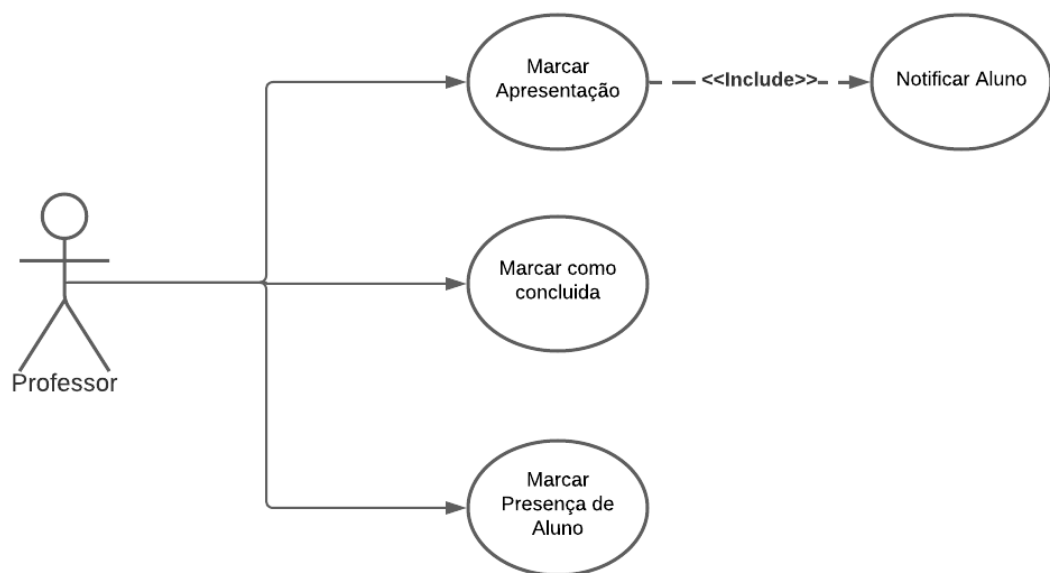 Marcar
Apresentação
<<Include>>
Notificar Aluno
Marcar como
concluida
Professor
Marcar
Presença de
Aluno